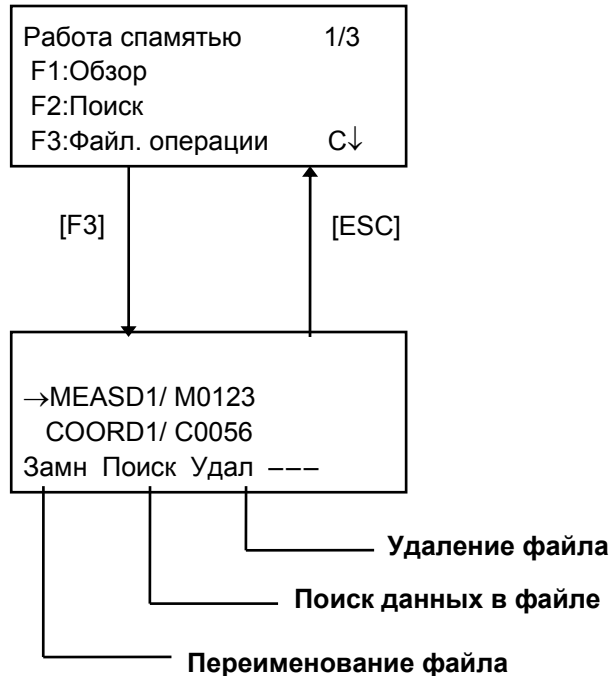 Работа спамятью 1/3
F1:Обзор
F2:Поиск
F3:Файл. операции С↓
[F3] [ESC]
→MEASD1/ M0123
COORD1/ C0056
Замн Поиск Удал –––
Удаление файла
Поиск данных в файле
Переименование файла